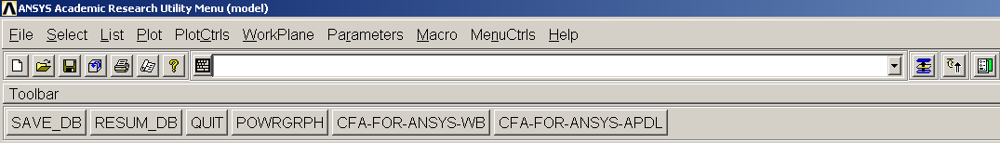 ANSYS Academic Research Utility Menu (model)
File Select List Plot PlotCtrls WorkPlane Parameters Macro MenuCtrls Help
Toolbar
SAVE_DB RESUM_DB QUIT POWRGRPH CFA-FOR-ANSYS-WB CFA-FOR-ANSYS-APDL